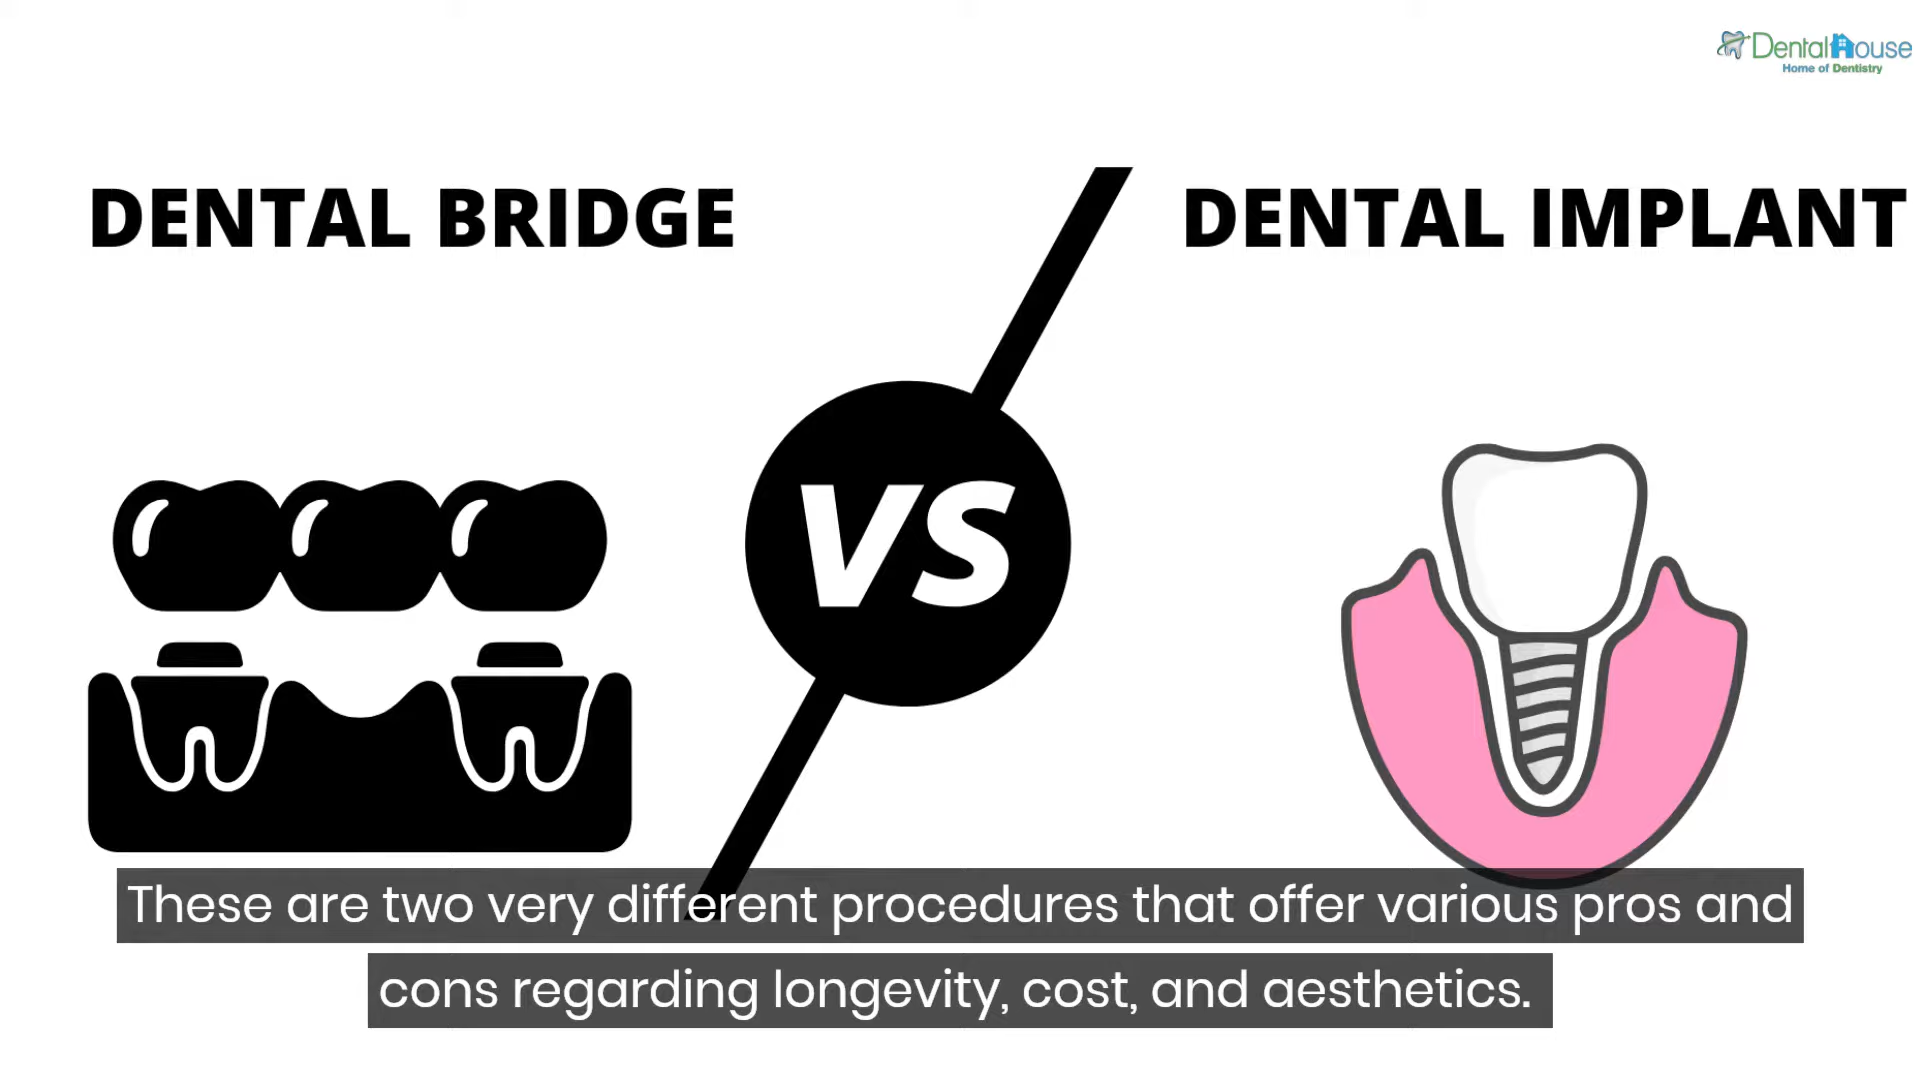 DentalHouse
Home of Dentistry
DENTAL BRIDGE
DENTAL IMPLANT
VS
These are two very different procedures that offer various pros and
cons regarding longevity, cost, and aesthetics.